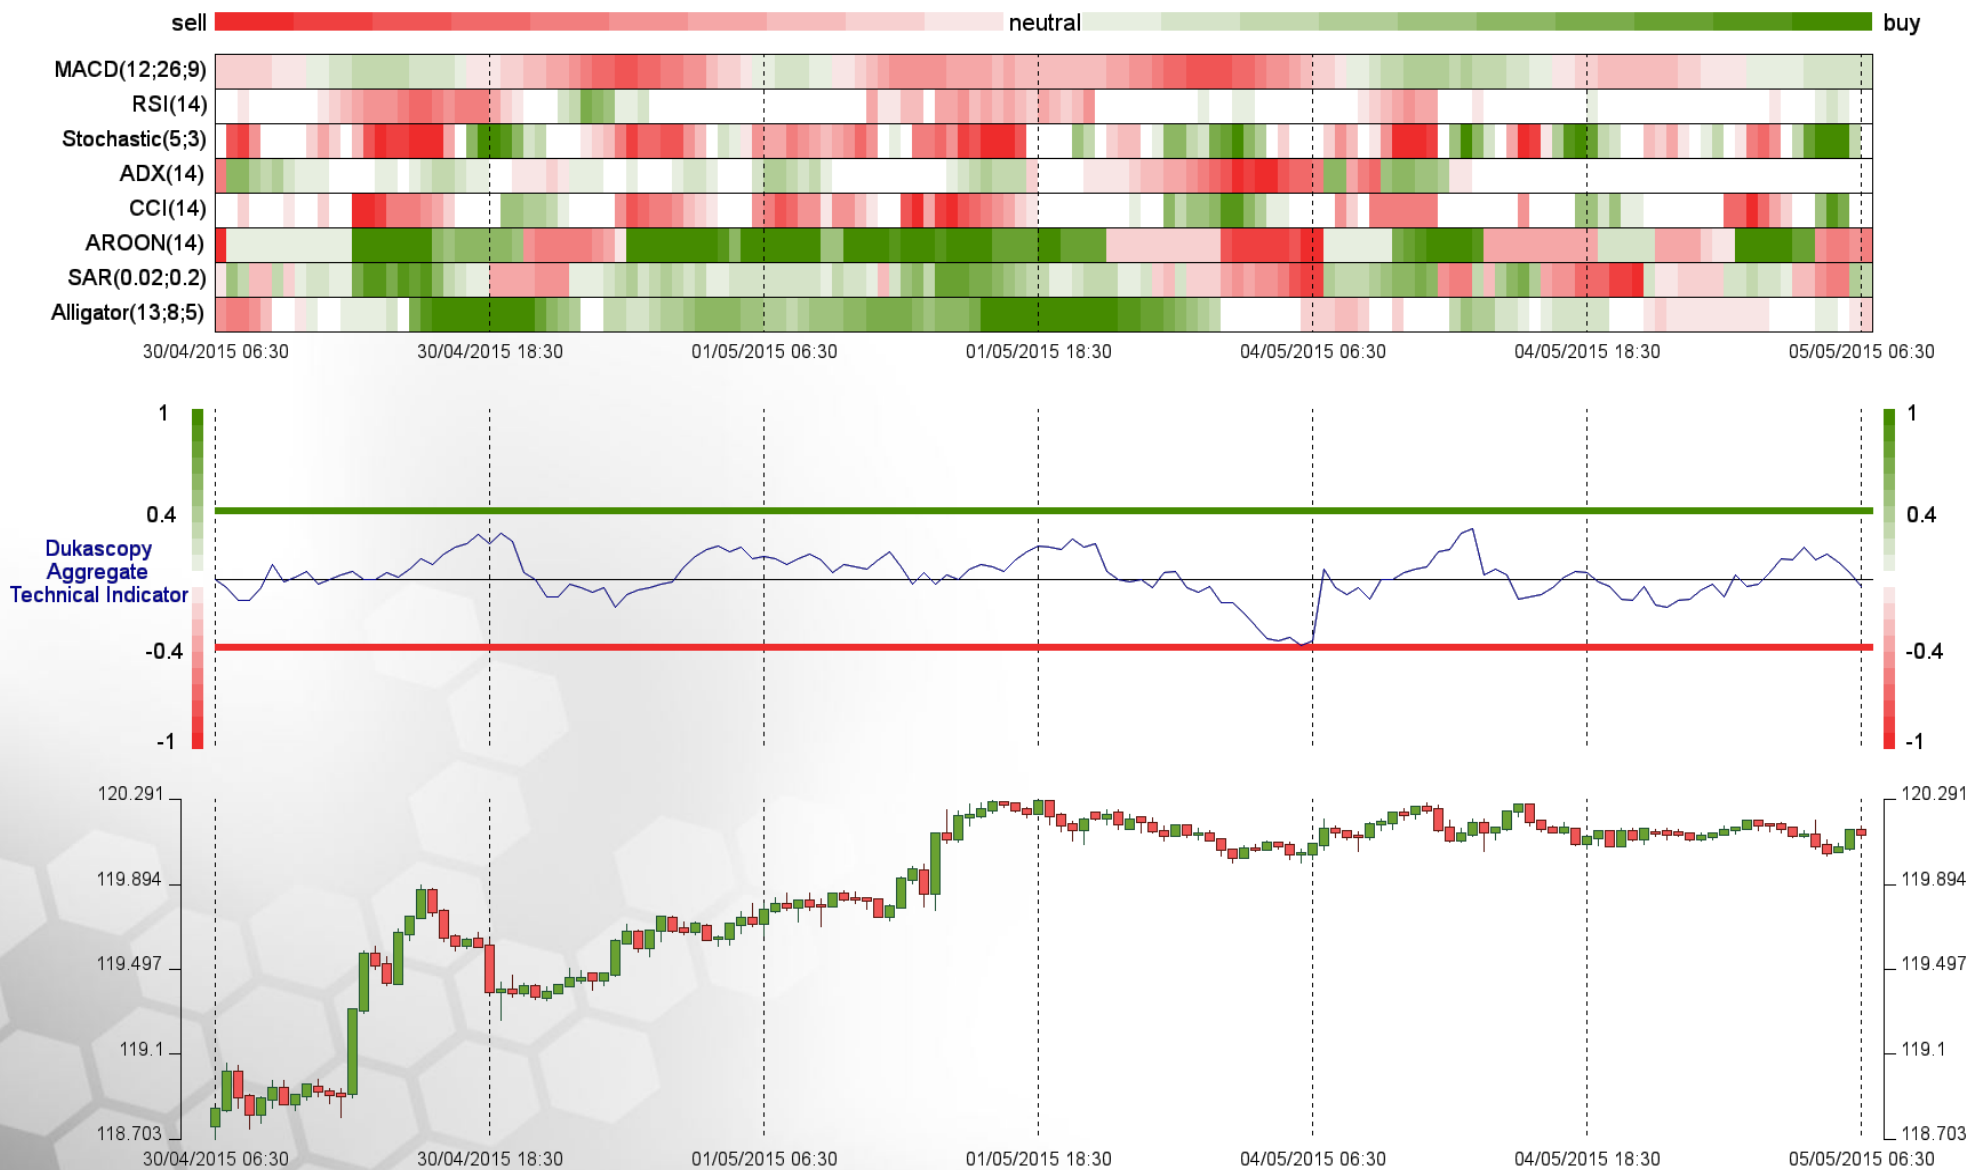 sell neutral buy
MACD(12;26;9)
RSI(14)
Stochastic(5;3)
ADX(14)
CCI(14)
AROON(14)
SAR(0.02;0.2)
Alligator(13;8;5)
30/04/2015 06:30 30/04/2015 18:30 01/05/2015 06:30 01/05/2015 18:30 04/05/2015 06:30 04/05/2015 18:30 05/05/2015 06:30
1 1
0.4 0.4
Dukascopy
Aggregate
Technical Indicator
-0.4 -0.4
-1 -1
120.291 120.291
119.894 119.894
119.497 119.497
119.1 119.1
118.703 118.703
30/04/2015 06:30 30/04/2015 18:30 01/05/2015 06:30 01/05/2015 18:30 04/05/2015 06:30 04/05/2015 18:30 05/05/2015 06:30